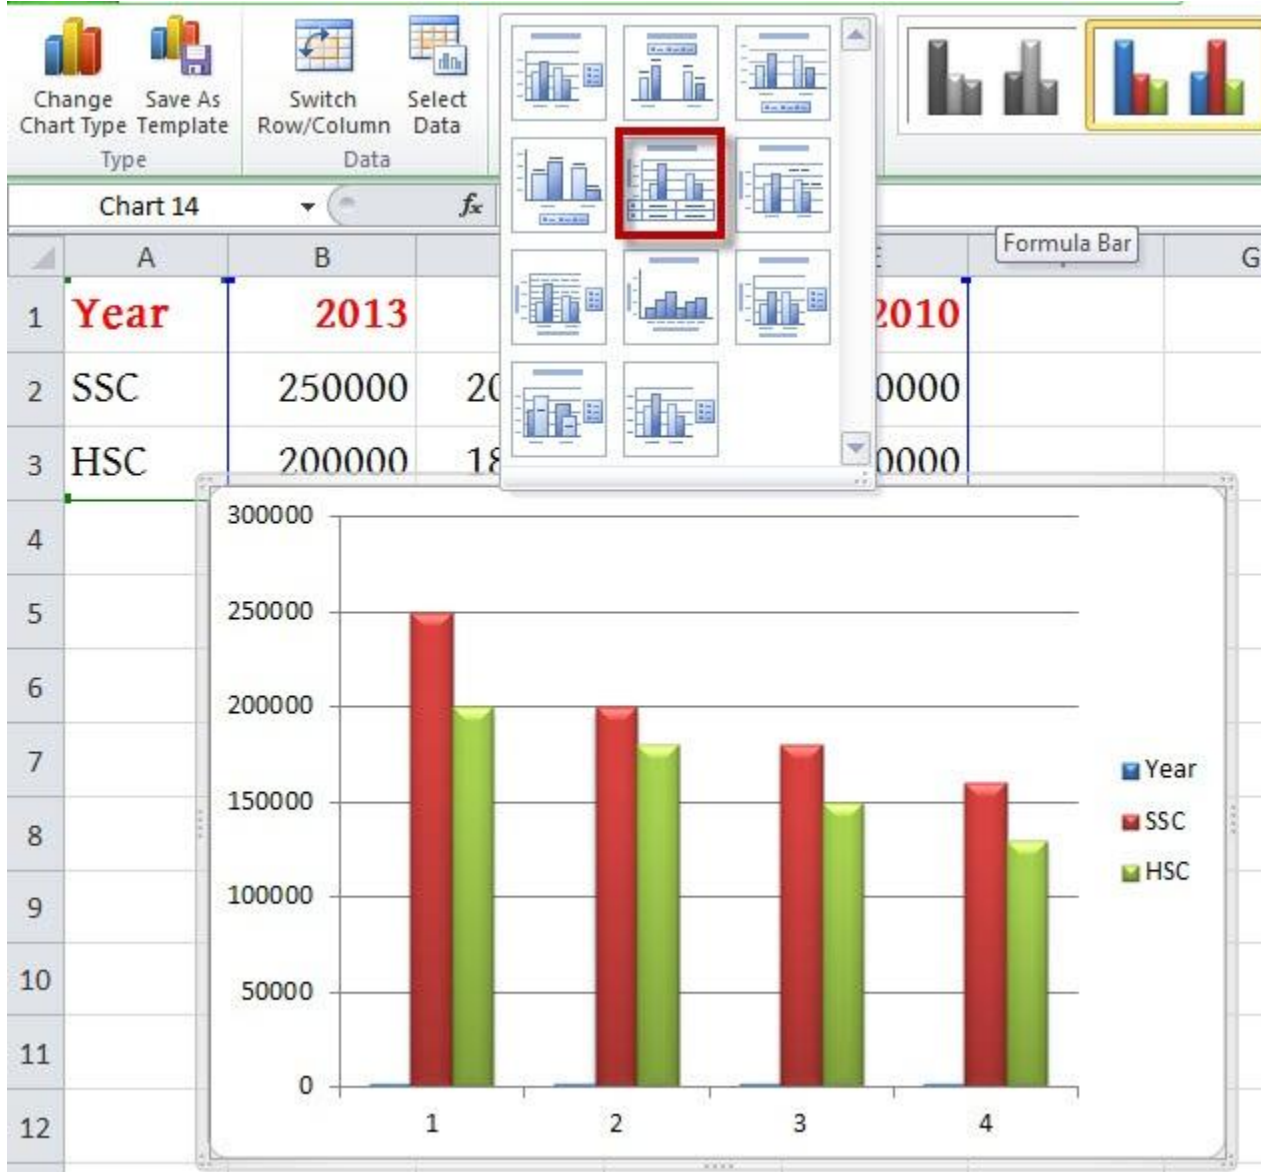 Change Chart Type
Save As Template
Switch Row/Column
Select Data
Type
Data
Chart 14
fx
Formula Bar
A B G
1 Year 2013 2010
2 SSC 250000 20 0000
3 HSC 200000 18 0000
4
5
6
7
8
9
10
11
12
300000
250000
200000
150000
100000
50000
0
1 2 3 4
Year
SSC
HSC